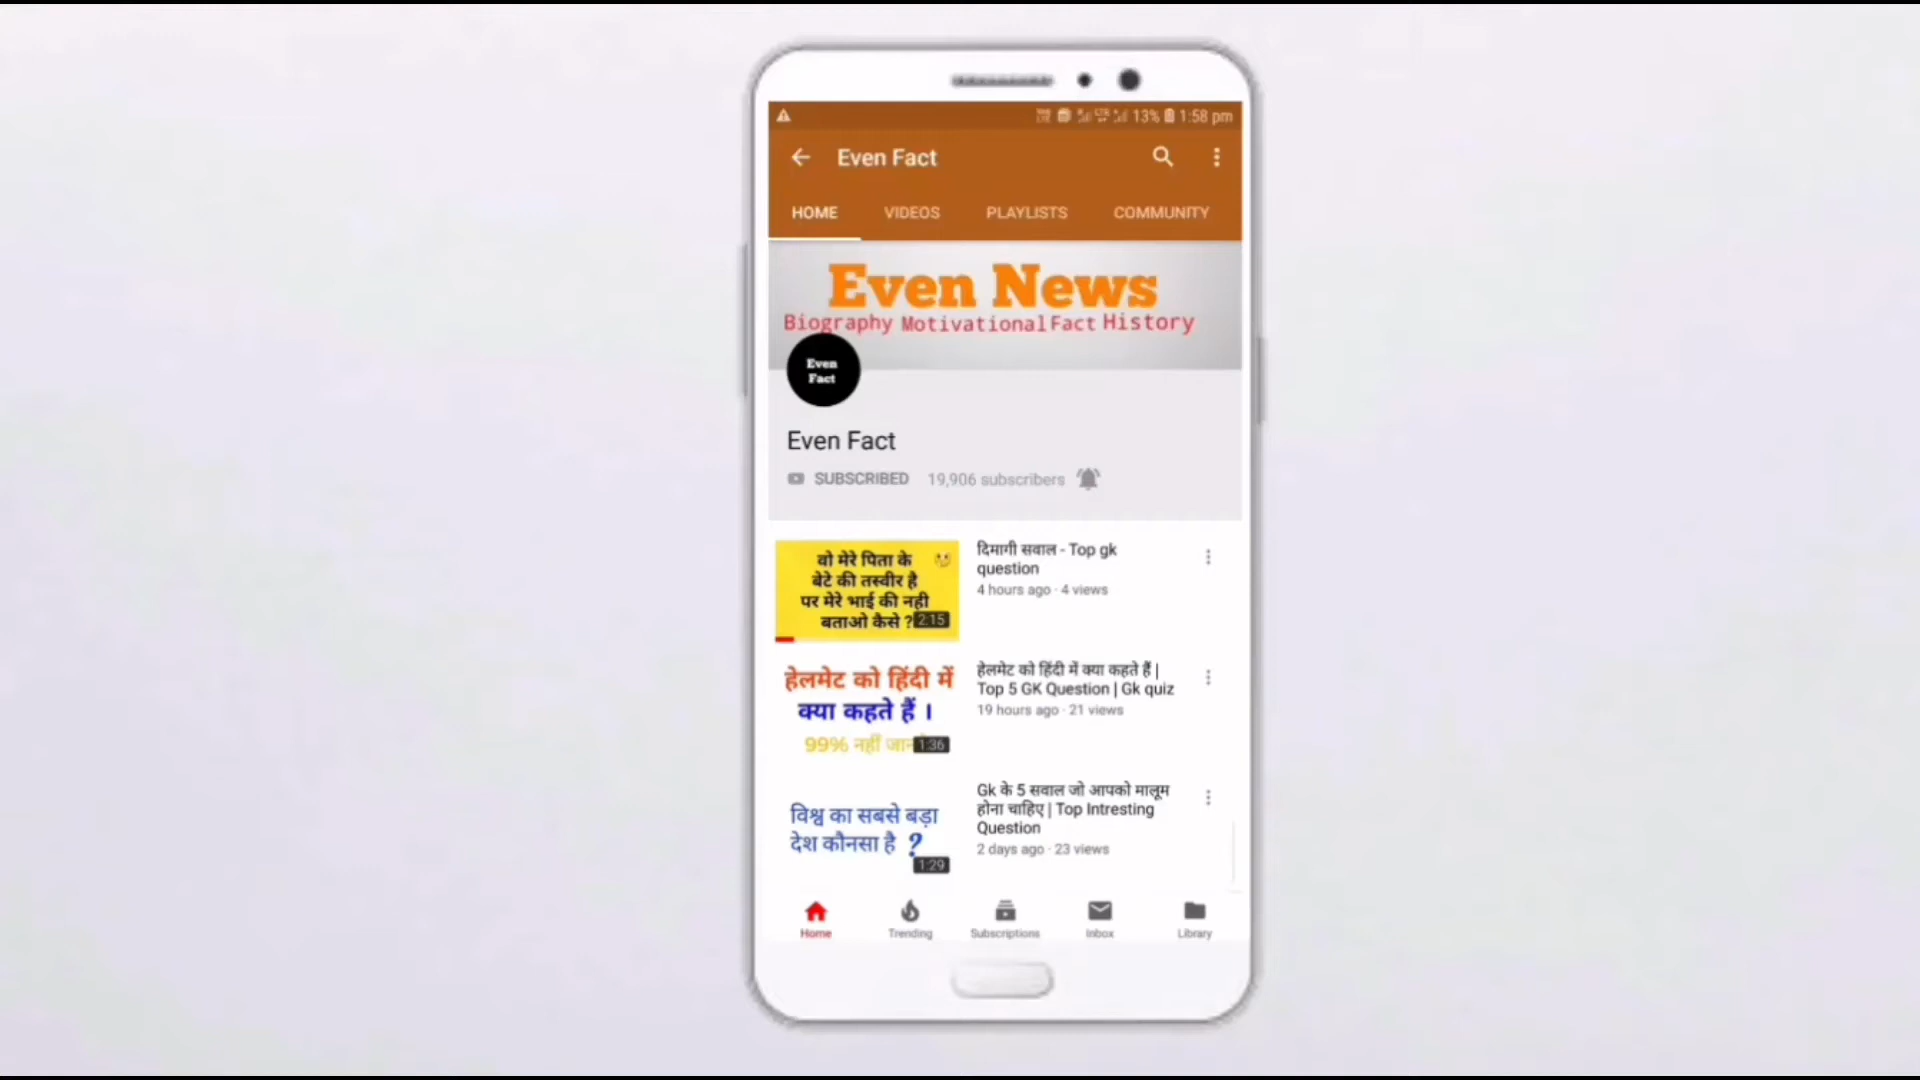 13% 1:58 pm
Even Fact
HOME VIDEOS PLAYLISTS COMMUNITY
Even News
Biography Motivational Fact History
Even
Fact
Even Fact
SUBSCRIBED 19,906 subscribers
वो मेरे पिता के
बेटे की तस्वीर है
पर मेरे भाई की नही
बताओ कैसे ?
2:15
दिमागी सवाल - Top gk
question
4 hours ago · 4 views
हेलमेट को हिंदी में
क्या कहते हैं ।
99% नहीं
1:36
हेलमेट को हिंदी में क्या कहते हैं |
Top 5 GK Question | Gk quiz
19 hours ago · 21 views
विश्व का सबसे बड़ा
देश कौनसा है ?
1:29
Gk के 5 सवाल जो आपको मालूम
होना चाहिए | Top Intresting
Question
2 days ago · 23 views
Home Trending Subscriptions Inbox Library